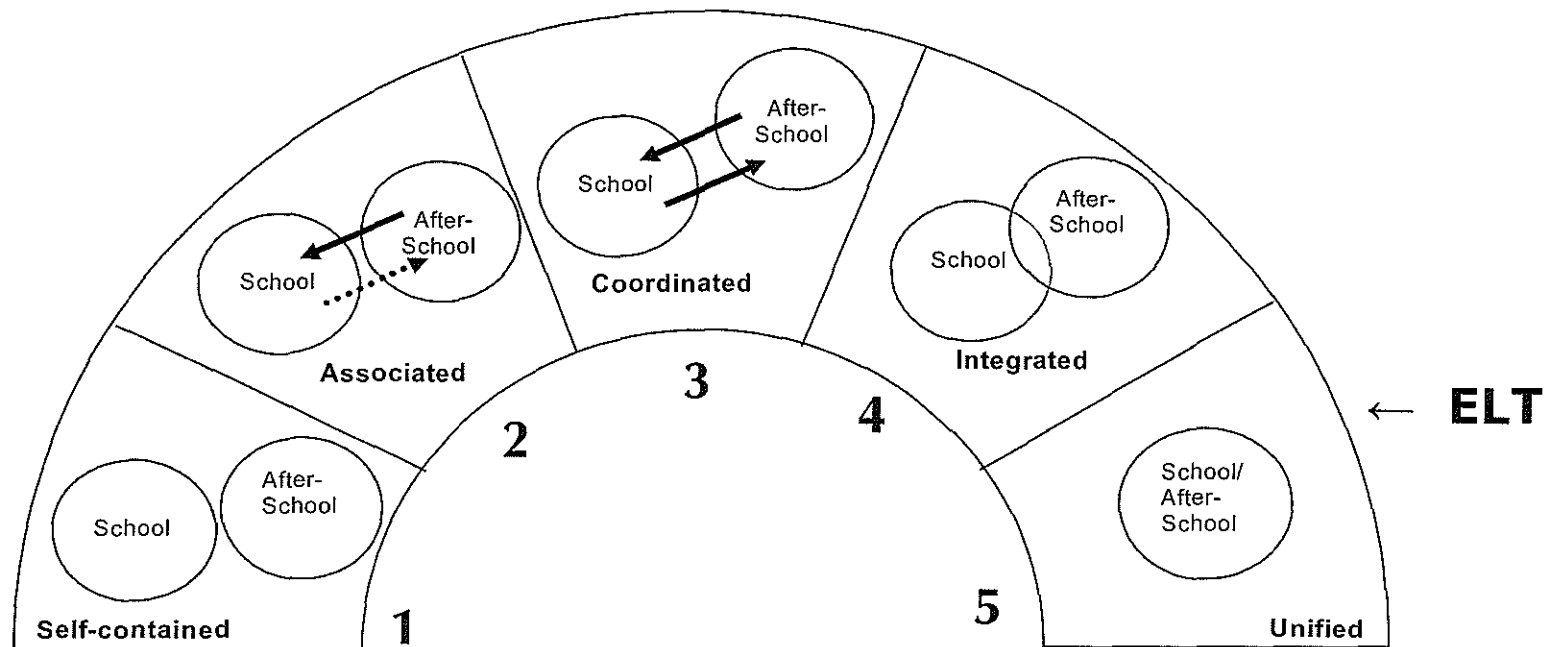 School
After-
School
Self-contained
1
School
After-
School
Associated
2
School
After-
School
Coordinated
3
School
After-
School
Integrated
4
School/
After-
School
Unified
5
← ELT